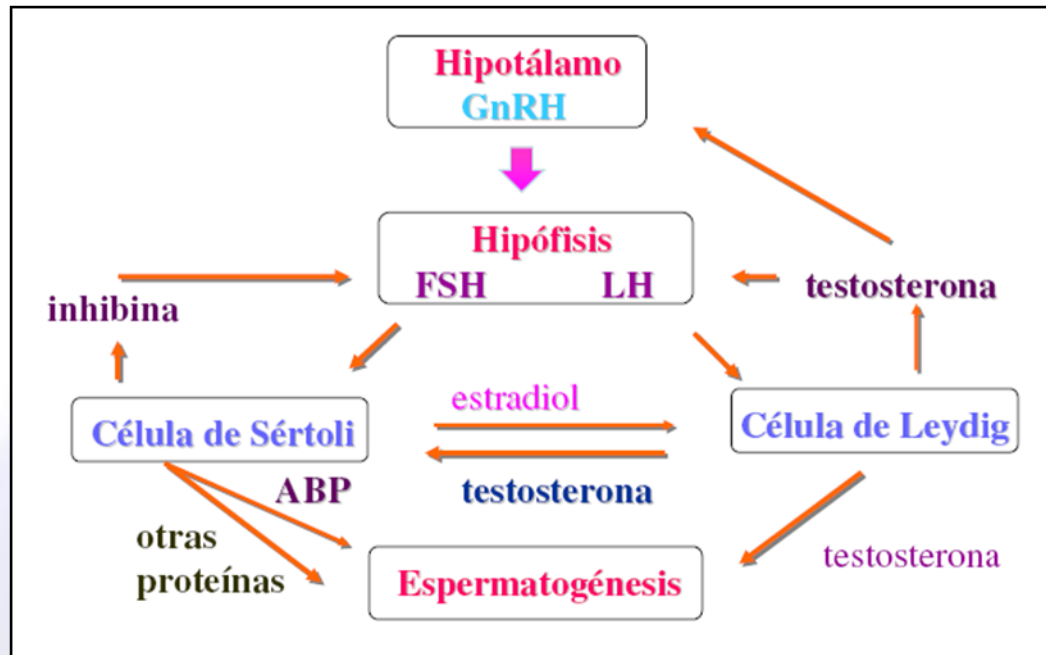 Hipotálamo
GnRH
Hipófisis
FSH LH
inhibina
testosterona
estradiol
Célula de Sértoli
Célula de Leydig
ABP
testosterona
otras
proteínas
Espermatogénesis
testosterona